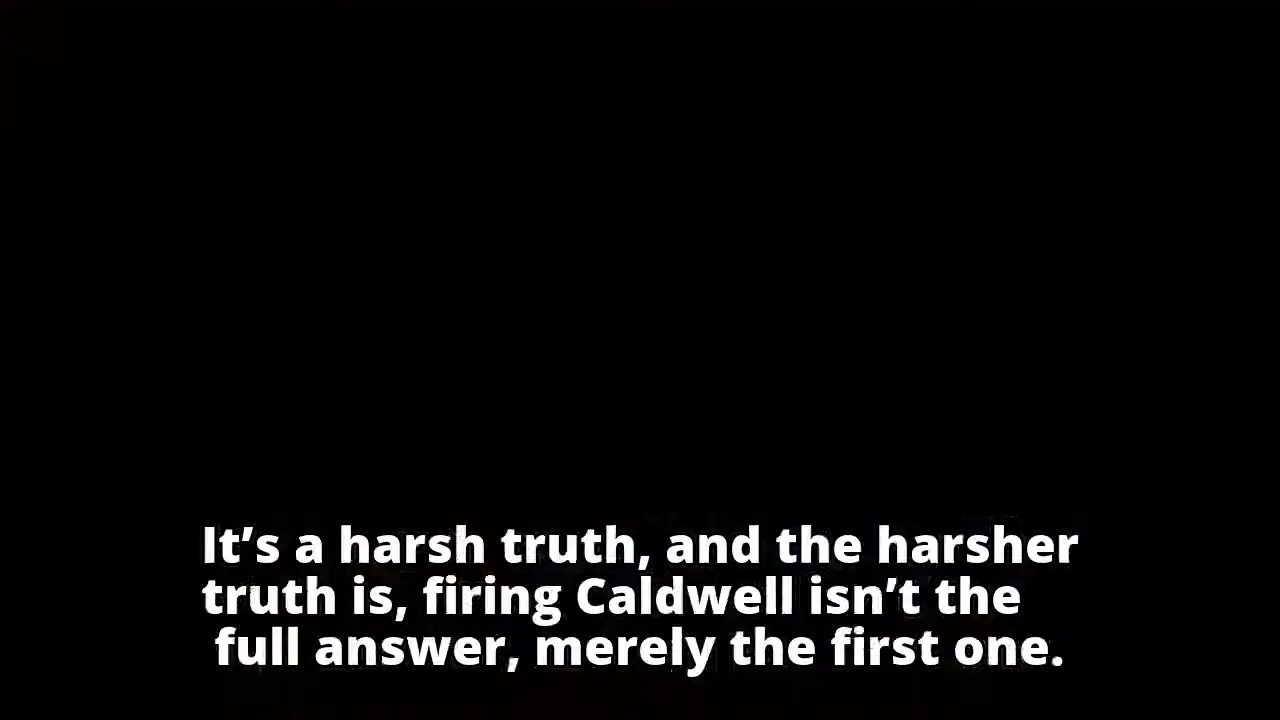 It’s a harsh truth, and the harsher
truth is, firing Caldwell isn’t the
full answer, merely the first one.